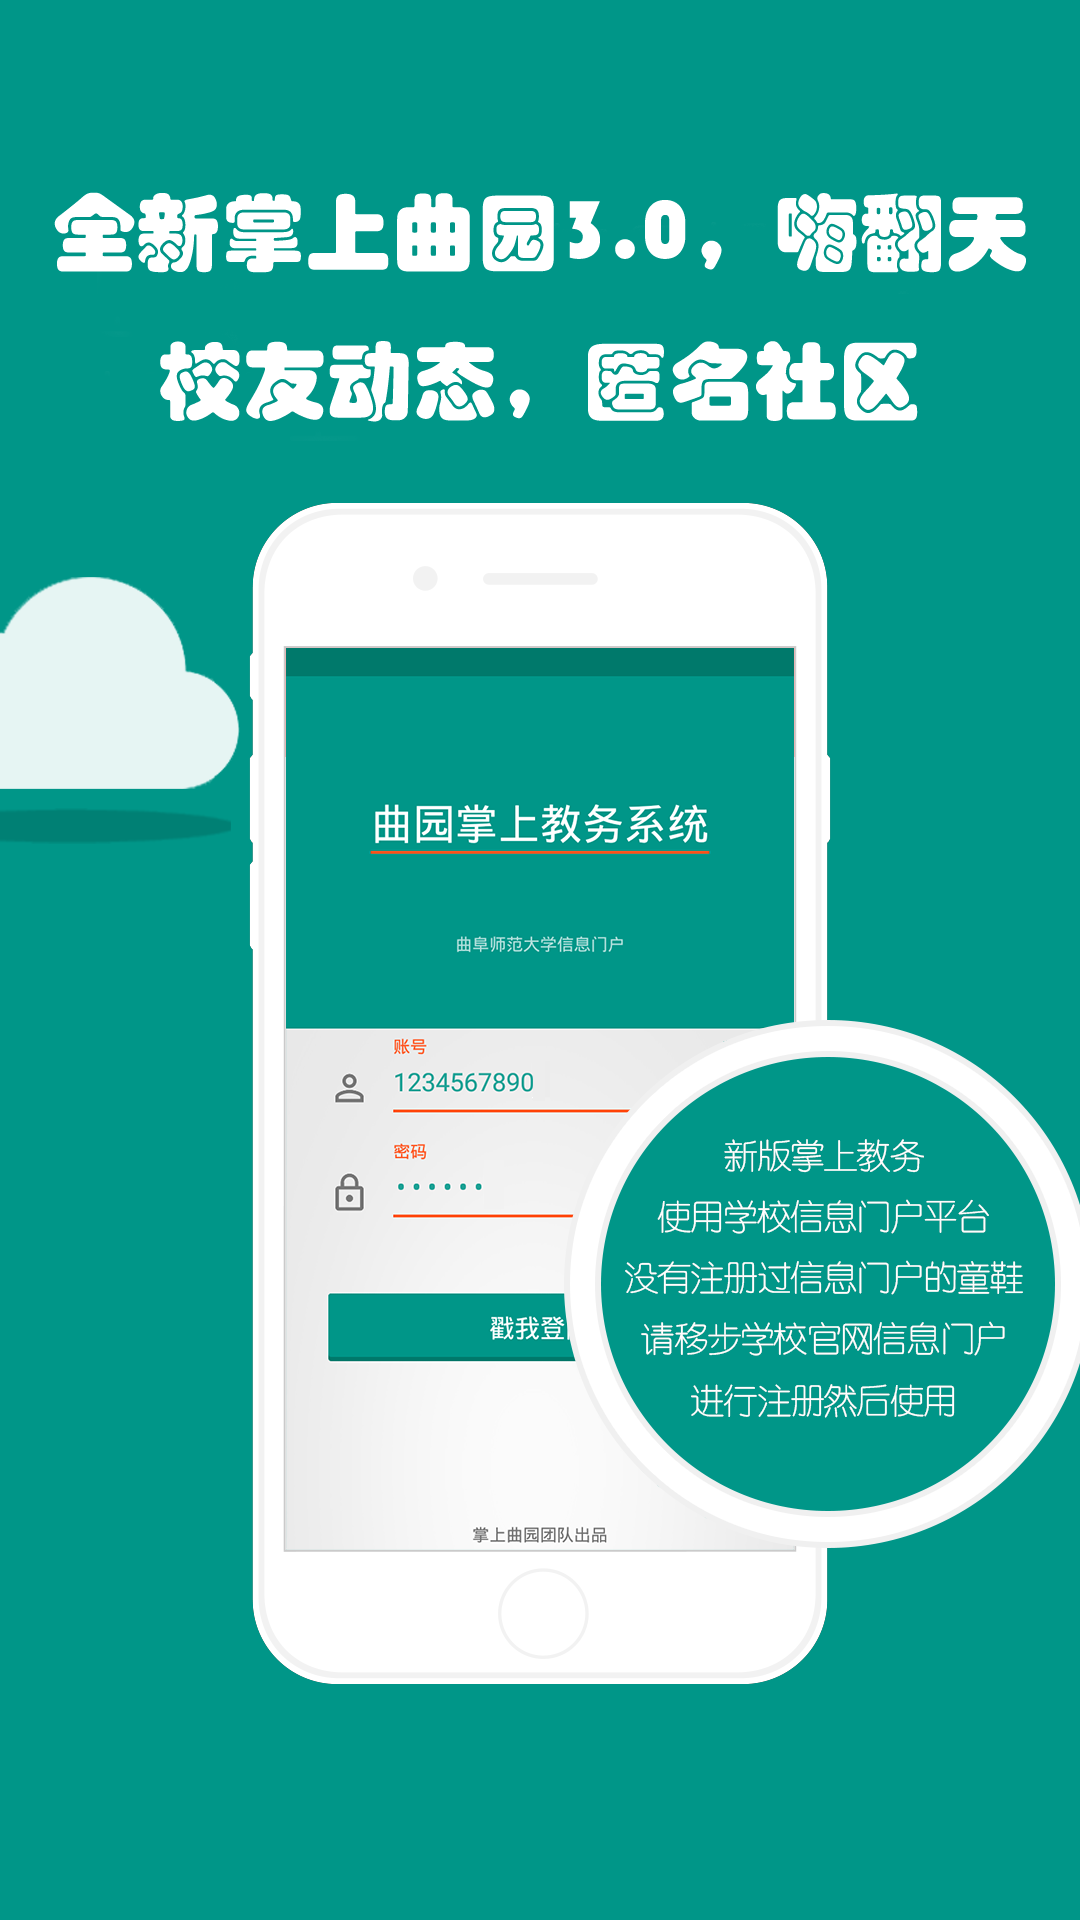 全新掌上曲园3.0，嗨翻天
校友动态，匿名社区
曲园掌上教务系统
曲阜师范大学信息门户
账号
1234567890
密码
戳我登
新版掌上教务
使用学校信息门户平台
没有注册过信息门户的童鞋
请移步学校官网信息门户
进行注册然后使用
掌上曲园团队出品